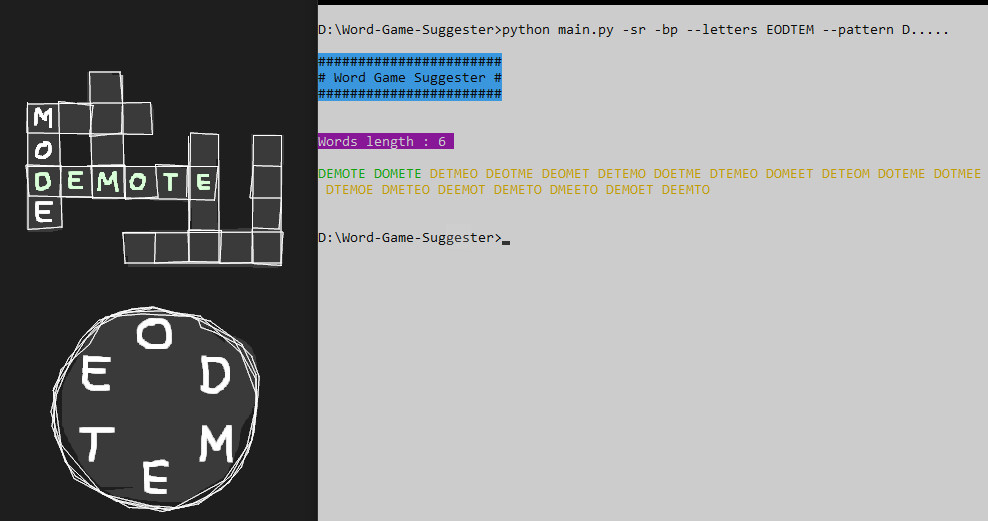 M
O
DEMOTE
E
O
E D
T M
E
D:\Word-Game-Suggester>python main.py -sr -bp --letters EODTEM --pattern D.....
#######################
# Word Game Suggester #
#######################
Words length : 6
DEMOTE DOMETE DETMEO DEOTME DEOMET DETEMO DOETME DTEMEO DOMEET DETEOM DOTEME DOTMEE
DTEMOE DMETEO DEEMOT DEMETO DMEETO DEMOET DEEMTO
D:\Word-Game-Suggester>